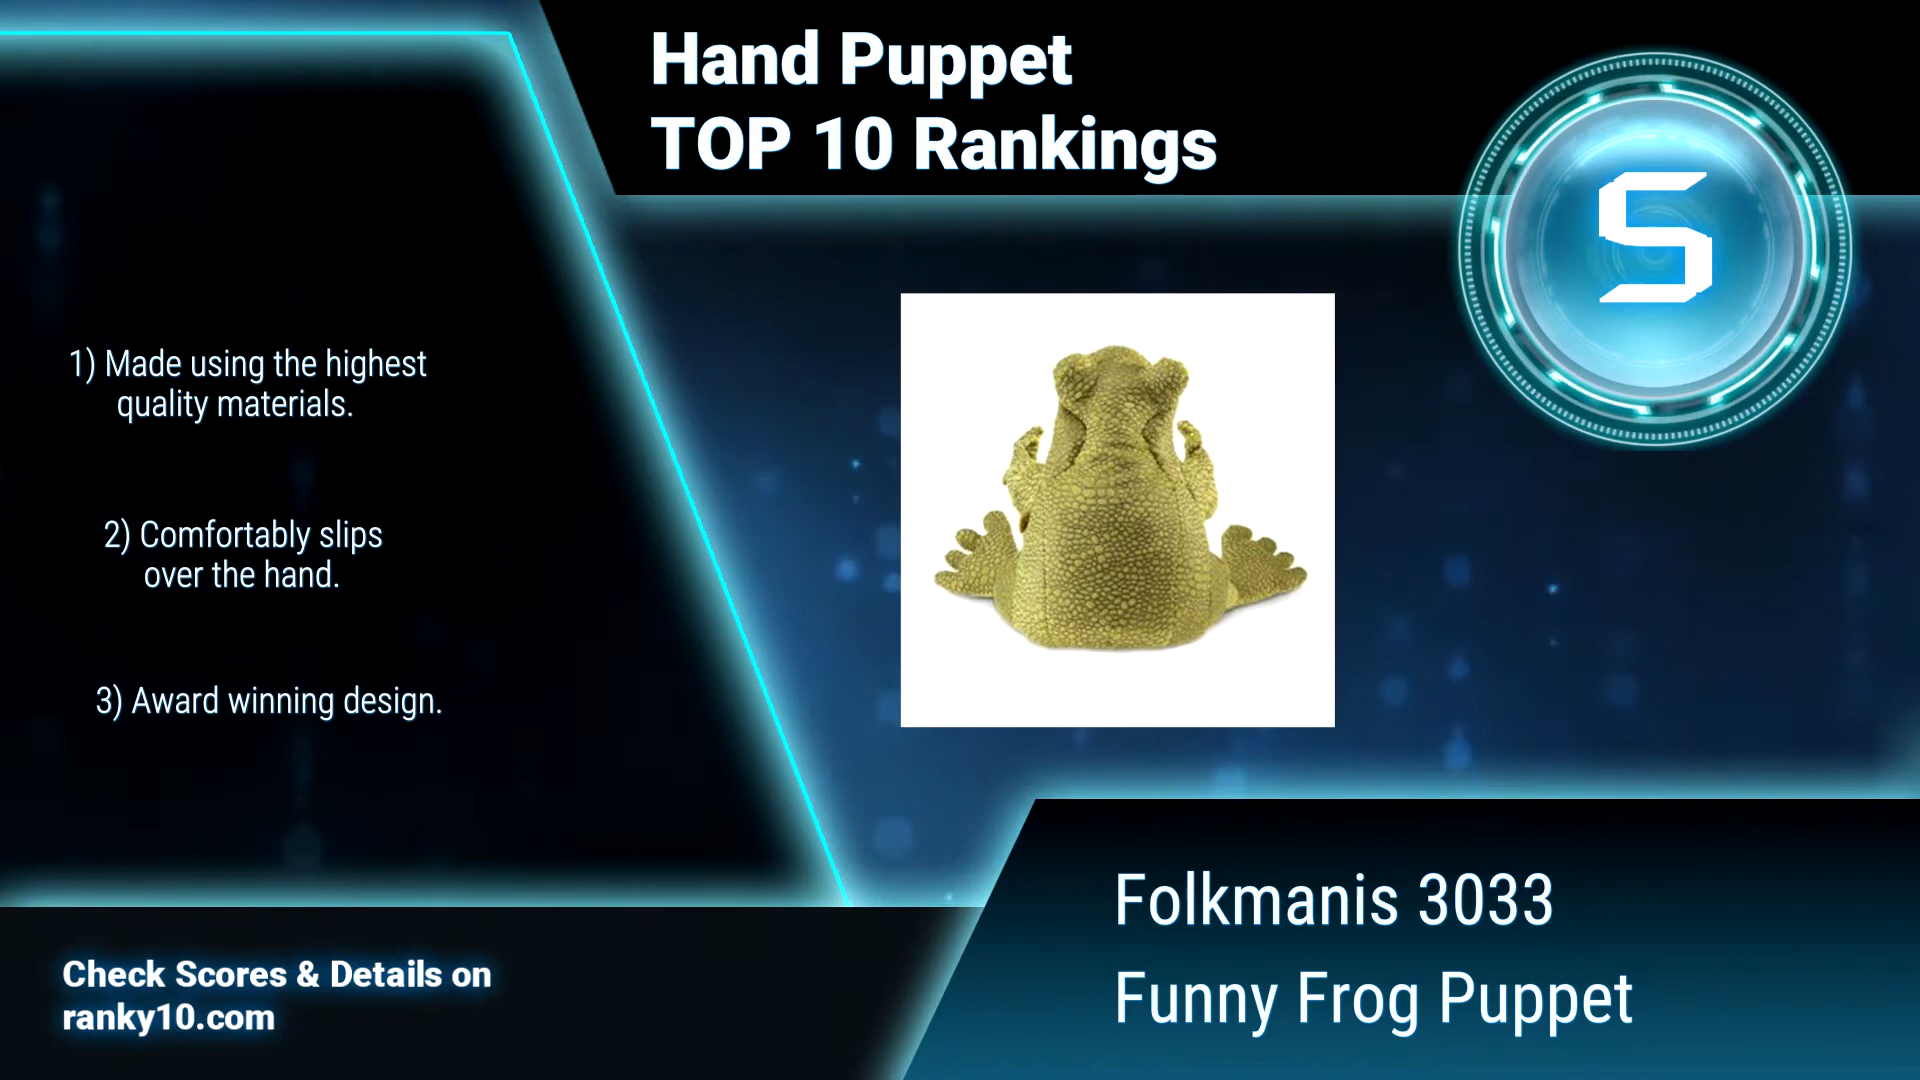 Hand Puppet
TOP 10 Rankings
5
1) Made using the highest
quality materials.
2) Comfortably slips
over the hand.
3) Award winning design.
Folkmanis 3033
Funny Frog Puppet
Check Scores & Details on
ranky10.com